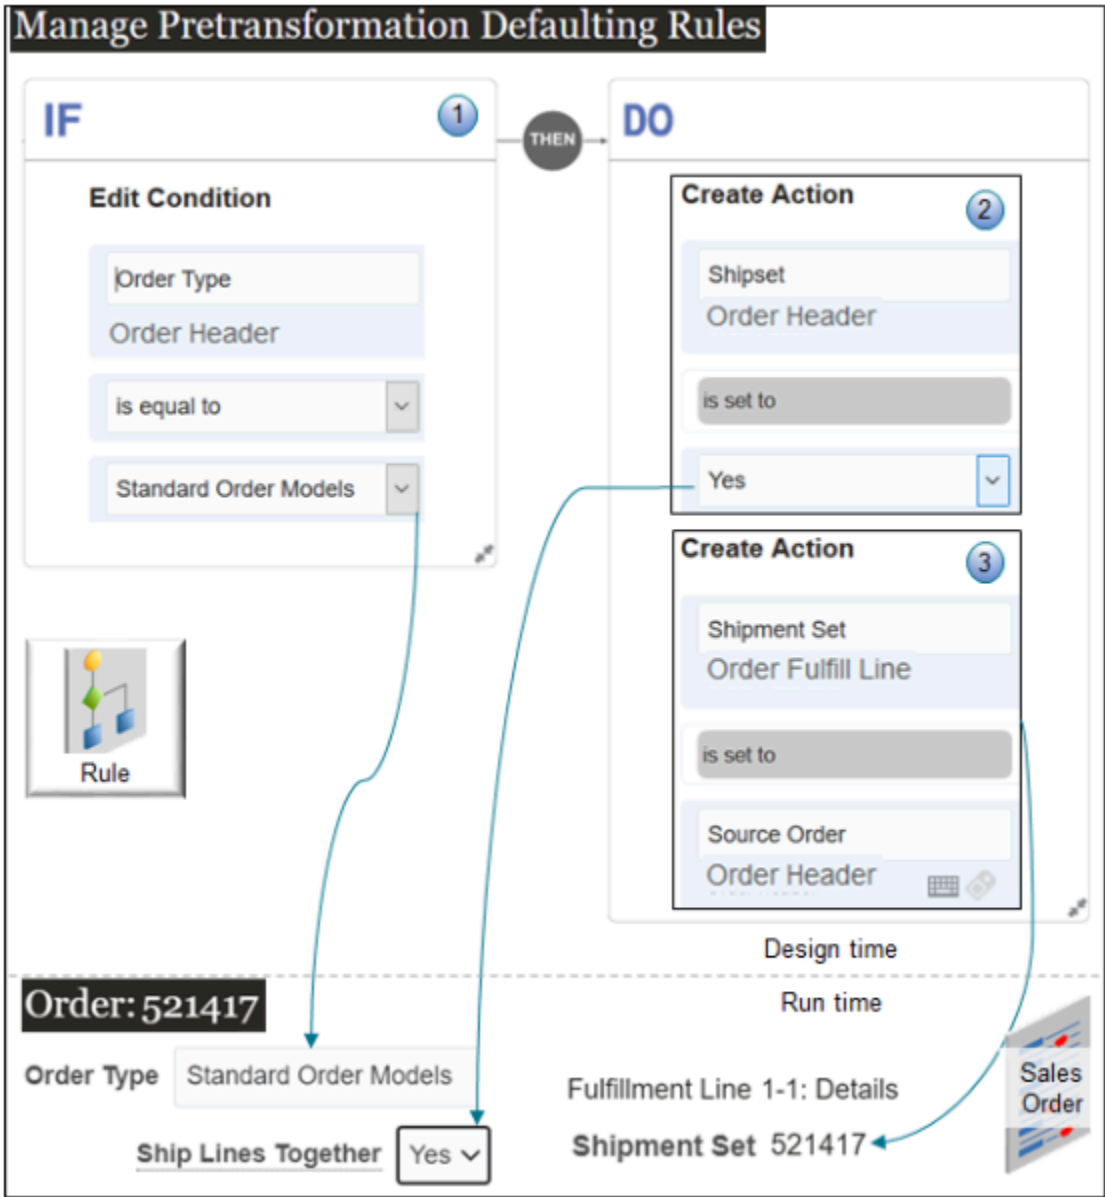 Manage Pretransformation Defaulting Rules
IF
1
THEN
DO
Edit Condition
Order Type
Order Header
is equal to
Standard Order Models
Create Action
2
Shipset
Order Header
is set to
Yes
Create Action
3
Shipment Set
Order Fulfill Line
is set to
Source Order
Order Header
Rule
Design time
Run time
Order: 521417
Order Type Standard Order Models
Ship Lines Together Yes
Fulfillment Line 1-1: Details
Shipment Set 521417
Sales
Order